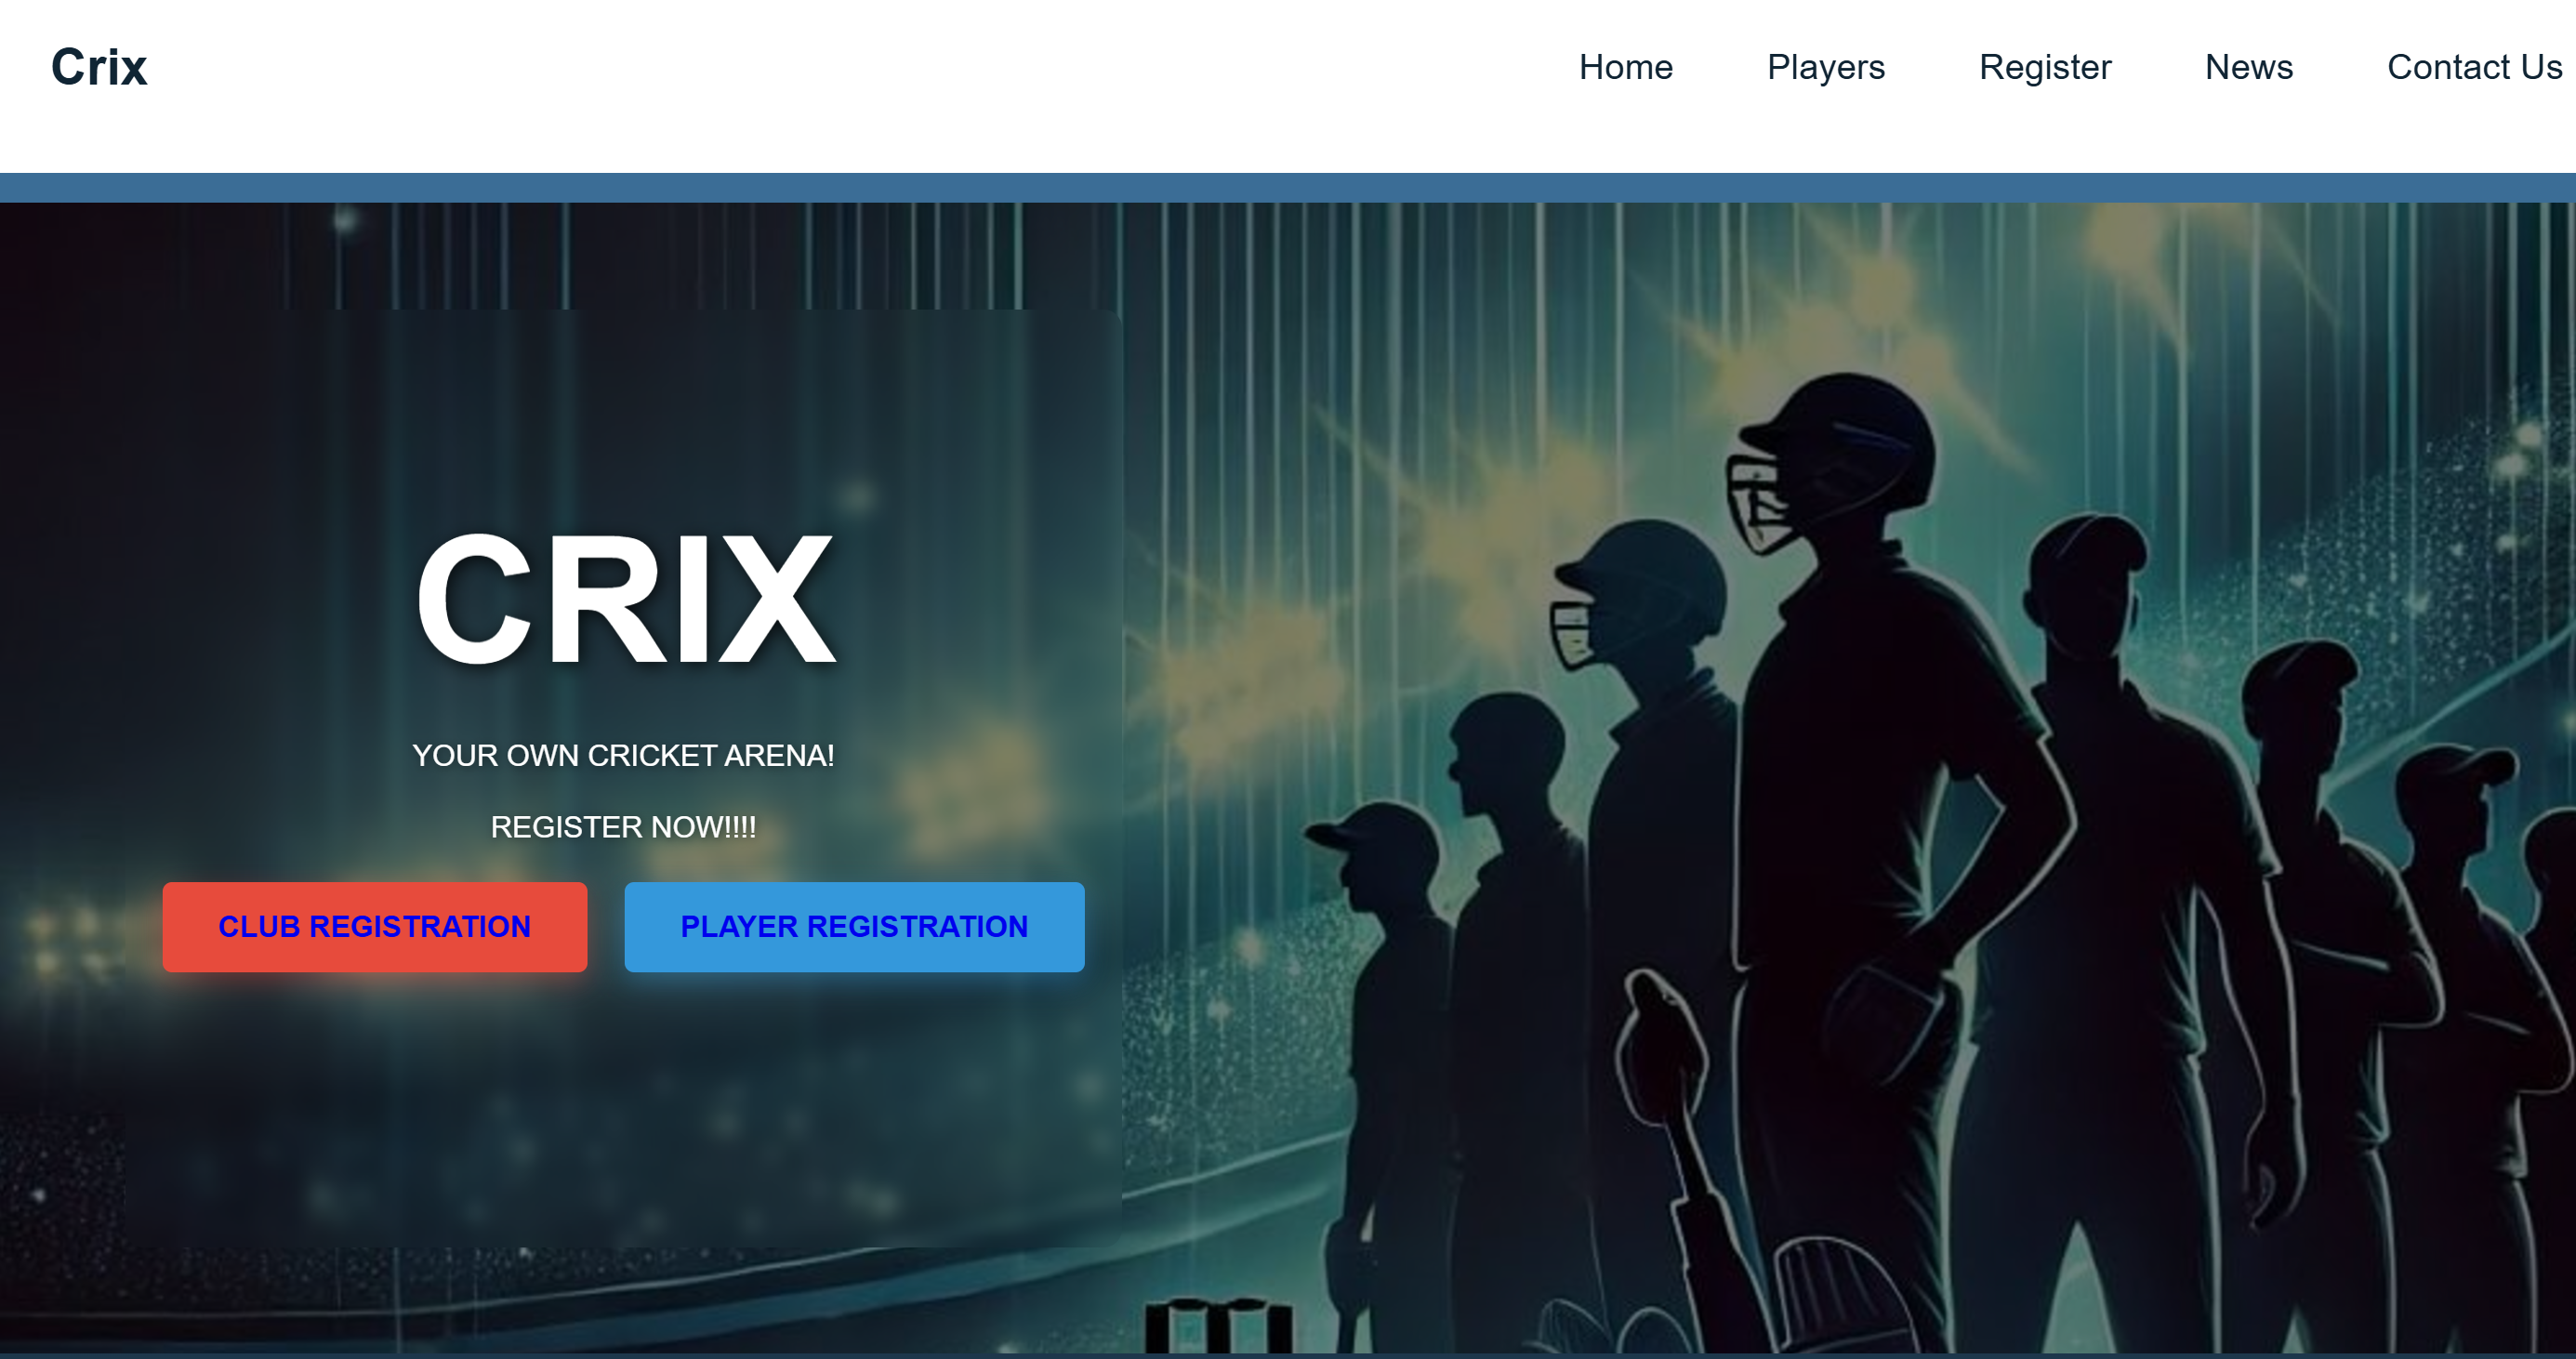 Crix
Home Players Register News Contact Us
CRIX
YOUR OWN CRICKET ARENA!
REGISTER NOW!!!!
CLUB REGISTRATION PLAYER REGISTRATION